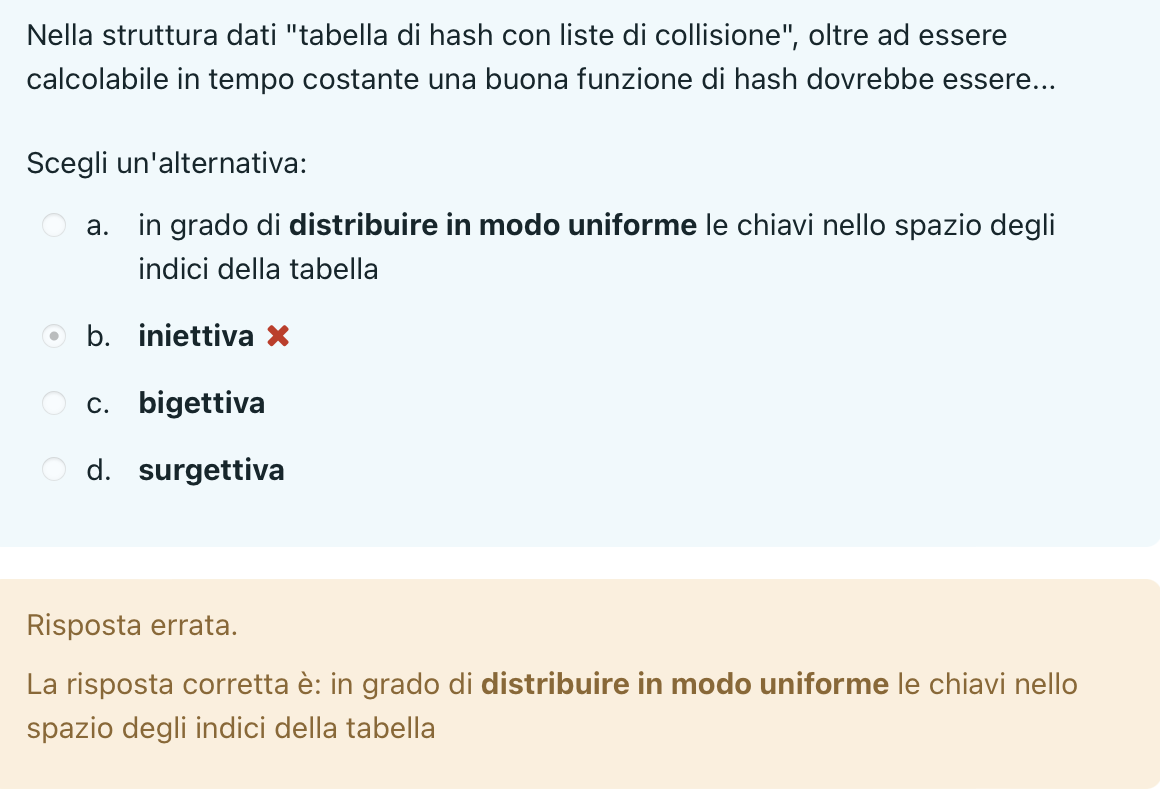 Nella struttura dati "tabella di hash con liste di collisione", oltre ad essere
calcolabile in tempo costante una buona funzione di hash dovrebbe essere...
Scegli un'alternativa:
a. in grado di distribuire in modo uniforme le chiavi nello spazio degli
indici della tabella
b. iniettiva
c. bigettiva
d. surgettiva
Risposta errata.
La risposta corretta è: in grado di distribuire in modo uniforme le chiavi nello
spazio degli indici della tabella